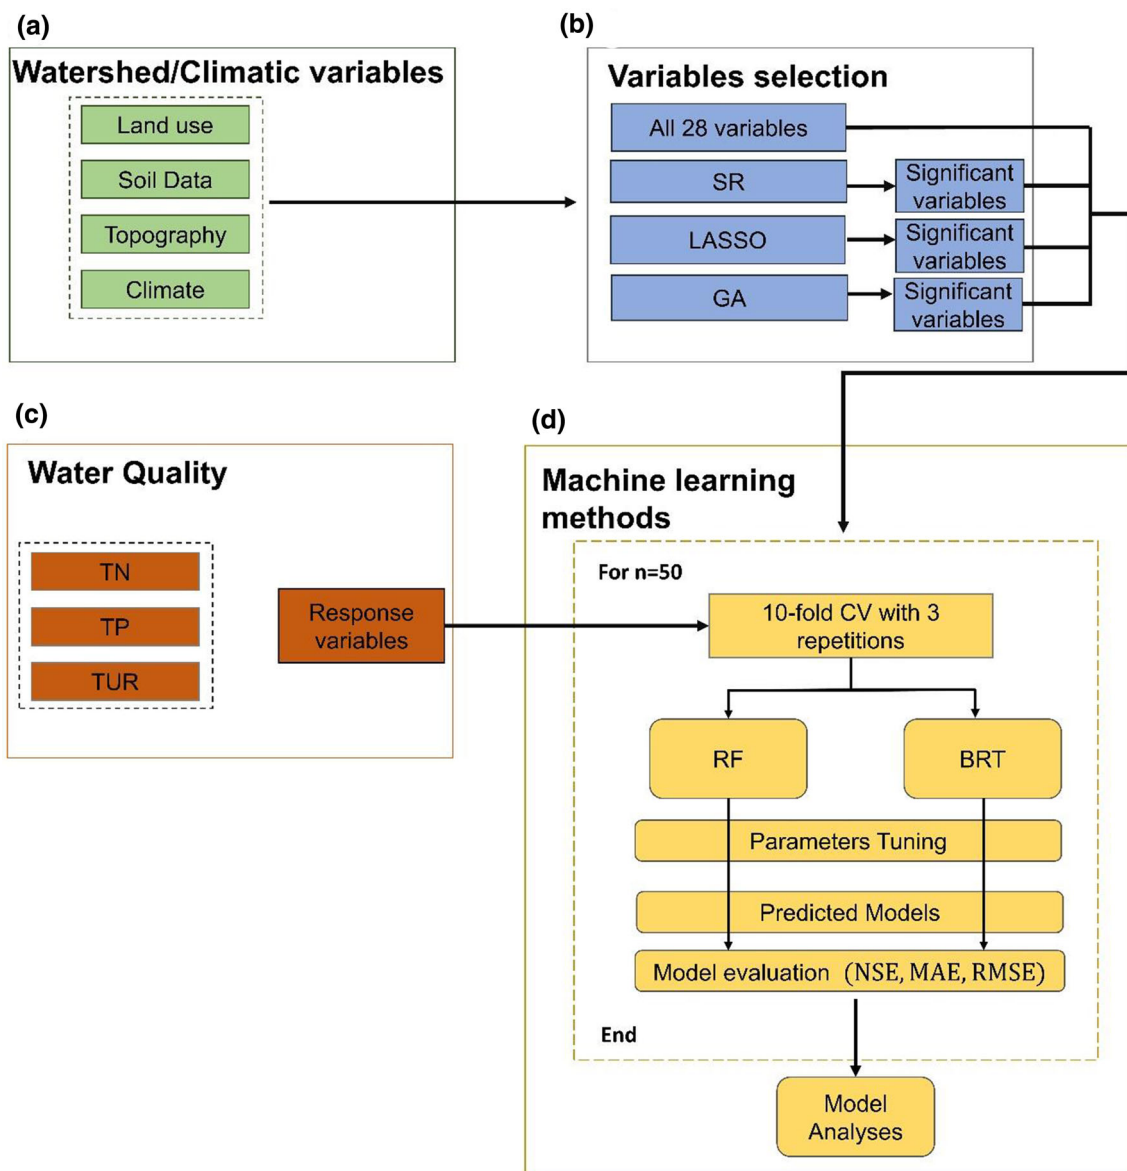 (a)
Watershed/Climatic variables
Land use
Soil Data
Topography
Climate
(b)
Variables selection
All 28 variables
SR
Significant
variables
LASSO
Significant
variables
GA
Significant
variables
(c)
Water Quality
TN
TP
TUR
Response
variables
(d)
Machine learning
methods
For n=50
10-fold CV with 3
repetitions
RF
BRT
Parameters Tuning
Predicted Models
Model evaluation (NSE, MAE, RMSE)
End
Model
Analyses